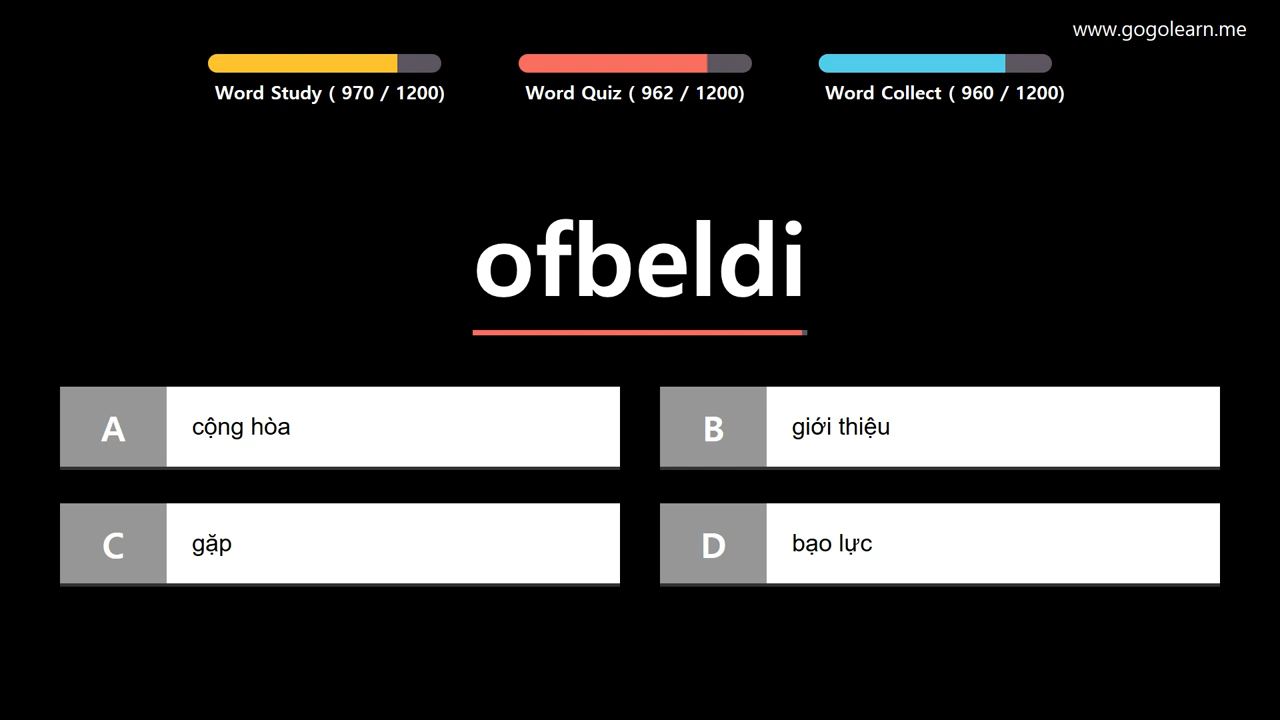 www.gogolearn.me
Word Study ( 970 / 1200)
Word Quiz ( 962 / 1200)
Word Collect ( 960 / 1200)
ofbeldi
A cộng hòa
B giới thiệu
C gặp
D bạo lực